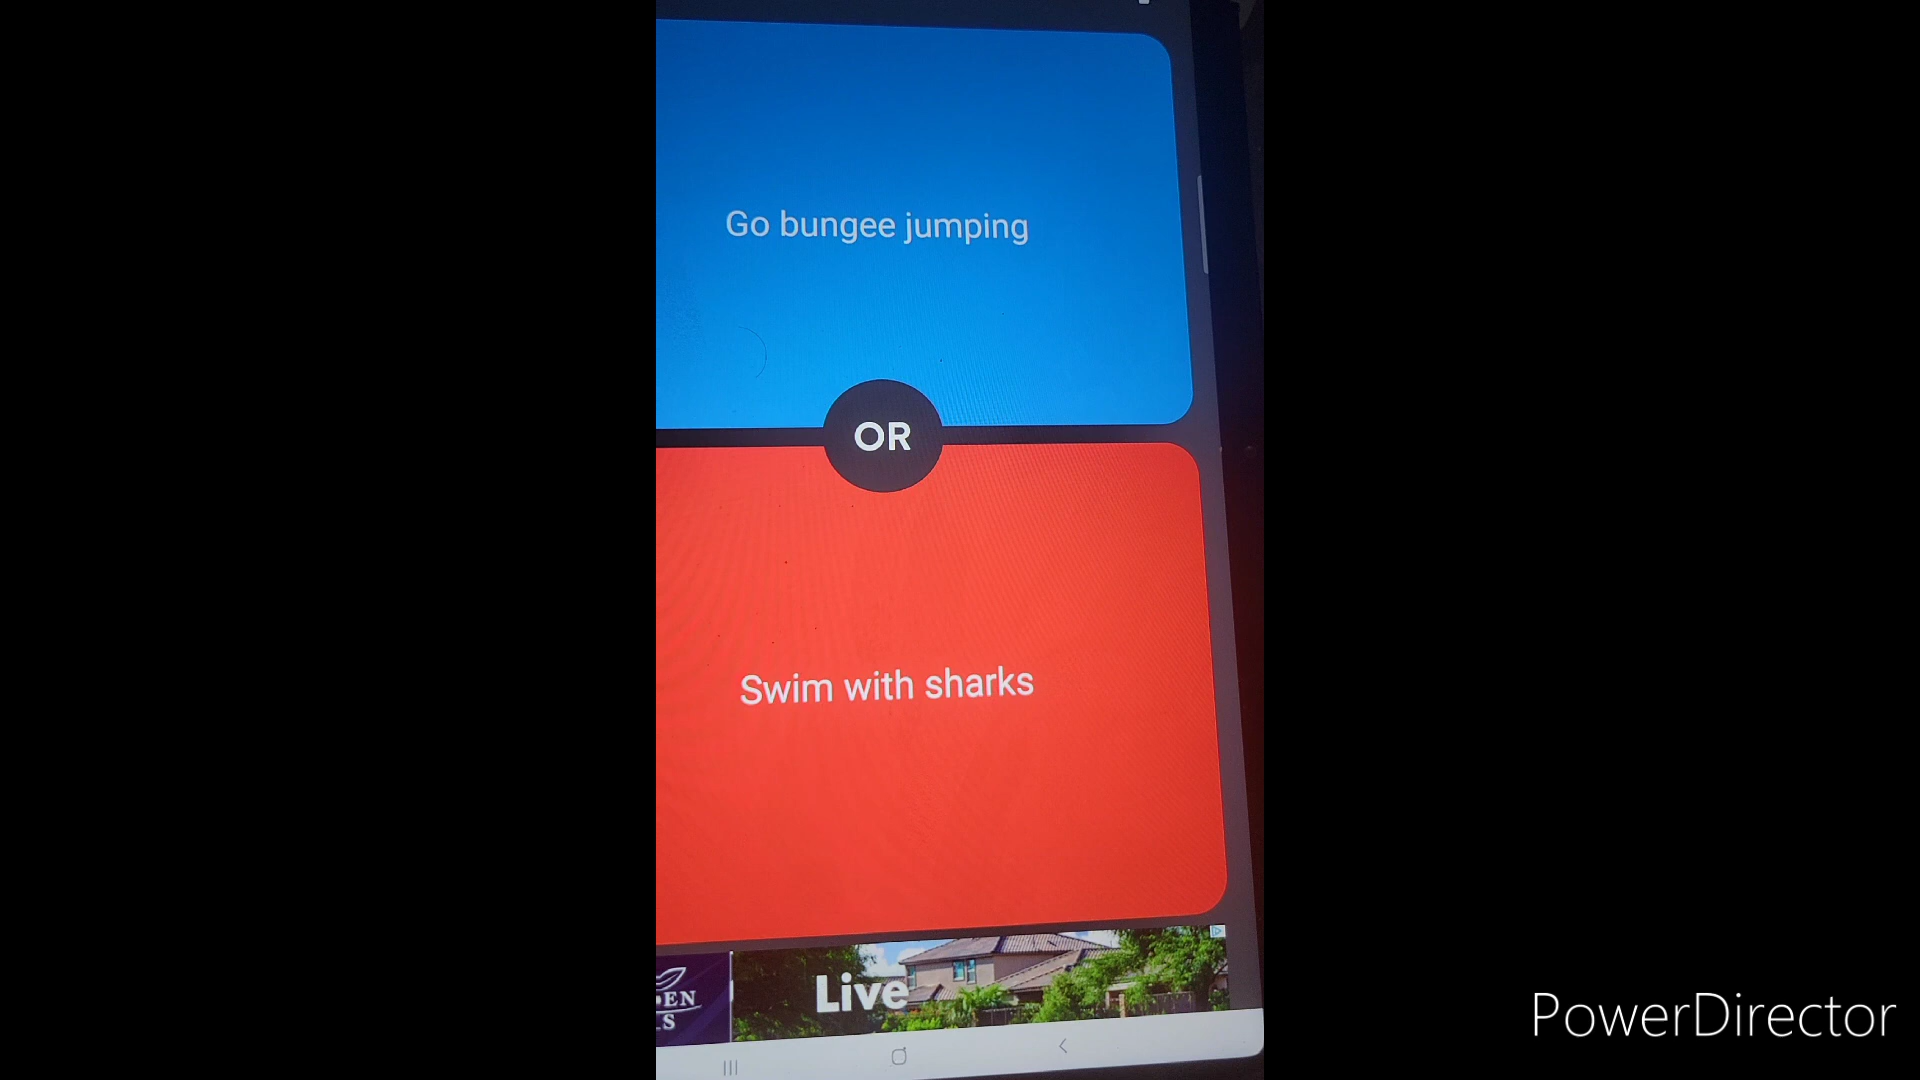 Go bungee jumping
OR
Swim with sharks
Live
PowerDirector